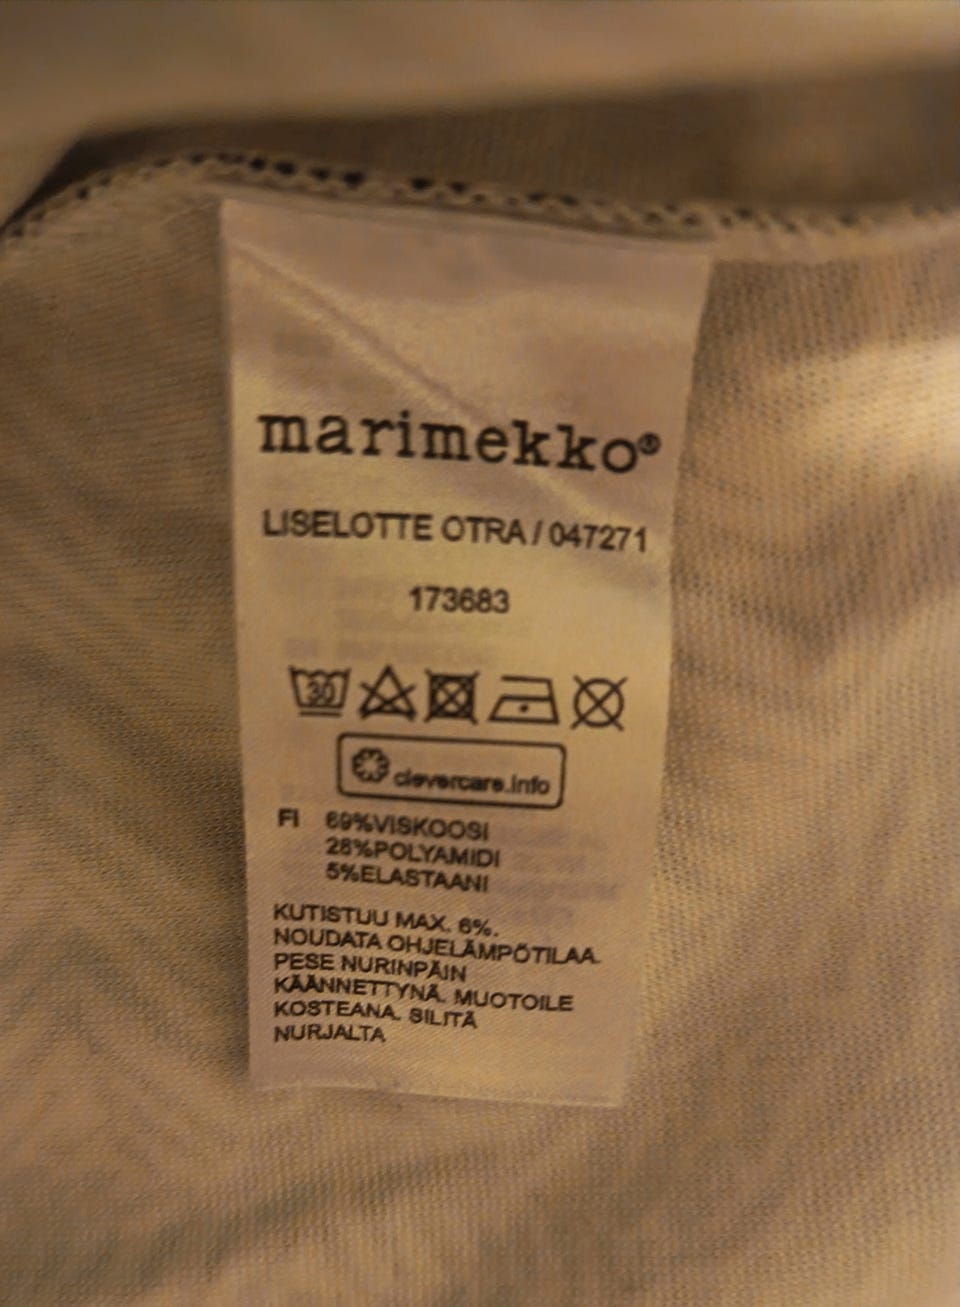 marimekko®
LISELOTTE OTRA / 047271
173683
30
clevercare.info
FI 69%VISKOOSI
26%POLYAMIDI
5%ELASTAANI
KUTISTUU MAX. 6%.
NOUDATA OHJELÄMPÖTILAA.
PESE NURINPÄIN
KÄÄNNETTYNÄ. MUOTOILE
KOSTEANA. SILITÄ
NURJALTA